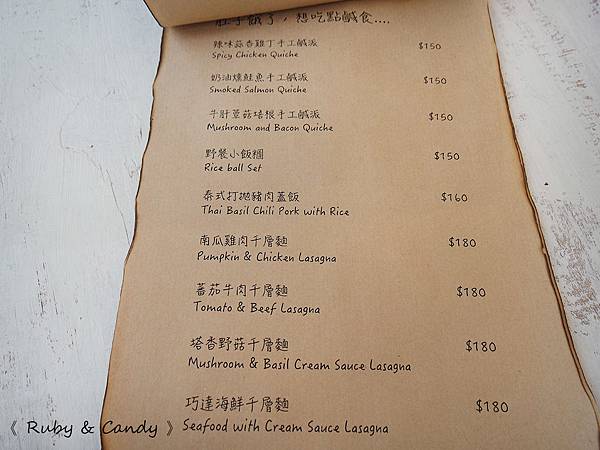 肚子餓了，想吃點鹹食....
辣味蒜香雞丁手工鹹派 $150
Spicy Chicken Quiche
奶油燻鮭魚手工鹹派 $150
Smoked Salmon Quiche
牛肝蕈菇培根手工鹹派 $150
Mushroom and Bacon Quiche
野餐小飯糰 $150
Rice ball Set
泰式打拋豬肉蓋飯 $160
Thai Basil Chili Pork with Rice
南瓜雞肉千層麵 $180
Pumpkin & Chicken Lasagna
蕃茄牛肉千層麵 $180
Tomato & Beef Lasagna
塔香野菇千層麵 $180
Mushroom & Basil Cream Sauce Lasagna
巧達海鮮千層麵 $180
Seafood with Cream Sauce Lasagna
《 Ruby & Candy 》